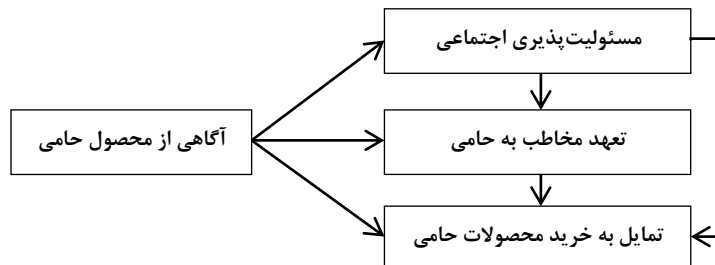 مسئولیت‌پذیری اجتماعی
آگاهی از محصول حامی
تعهد مخاطب به حامی
تمایل به خرید محصولات حامی